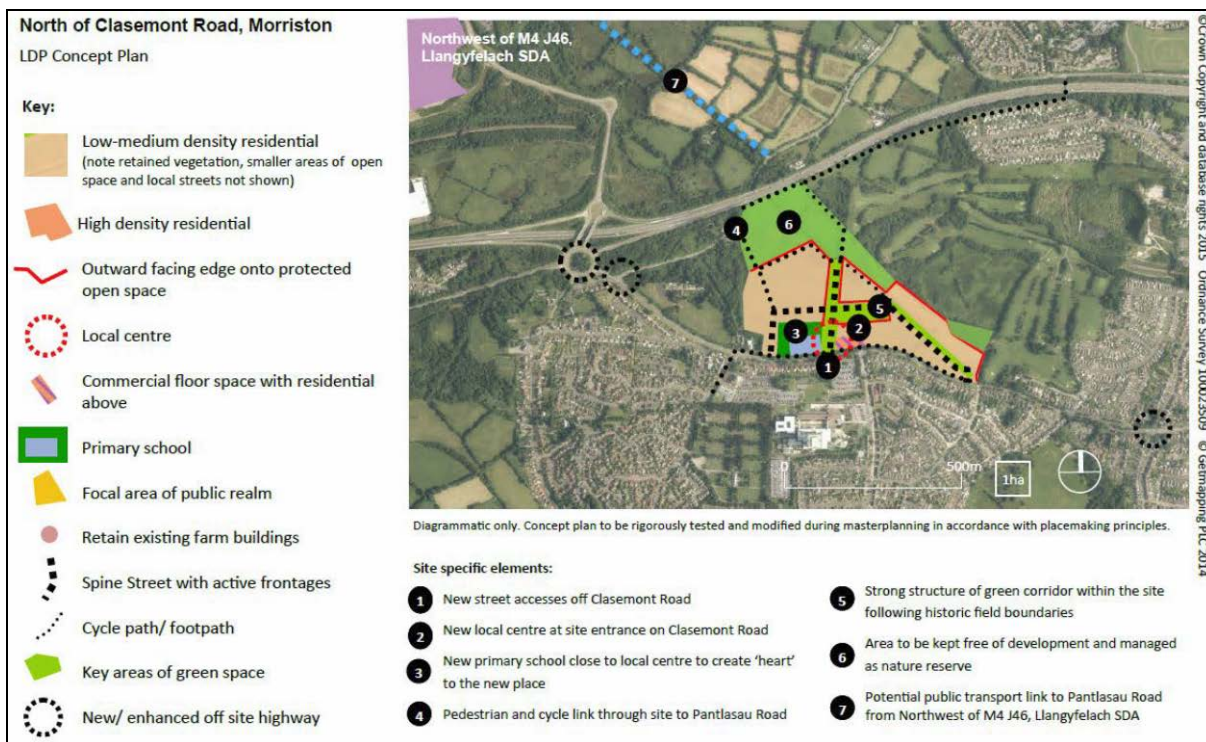 North of Clasemont Road, Morriston
LDP Concept Plan
Key:
Low-medium density residential
(note retained vegetation, smaller areas of open
space and local streets not shown)
High density residential
Outward facing edge onto protected
open space
Local centre
Commercial floor space with residential
above
Primary school
Focal area of public realm
Retain existing farm buildings
Spine Street with active frontages
Cycle path/ footpath
Key areas of green space
New/ enhanced off site highway
Northwest of M4 J46,
Llangyfelach SDA
7
4
6
5
3
2
1
0
500m
1ha
©Crown Copyright and database rights 2015 Ordnance Survey 100023509 © Getmapping PLC 2014
Diagrammatic only. Concept plan to be rigorously tested and modified during masterplanning in accordance with placemaking principles.
Site specific elements:
1 New street accesses off Clasemont Road
2 New local centre at site entrance on Clasemont Road
3 New primary school close to local centre to create ‘heart’
to the new place
4 Pedestrian and cycle link through site to Pantlasau Road
5 Strong structure of green corridor within the site
following historic field boundaries
6 Area to be kept free of development and managed
as nature reserve
7 Potential public transport link to Pantlasau Road
from Northwest of M4 J46, Llangyfelach SDA